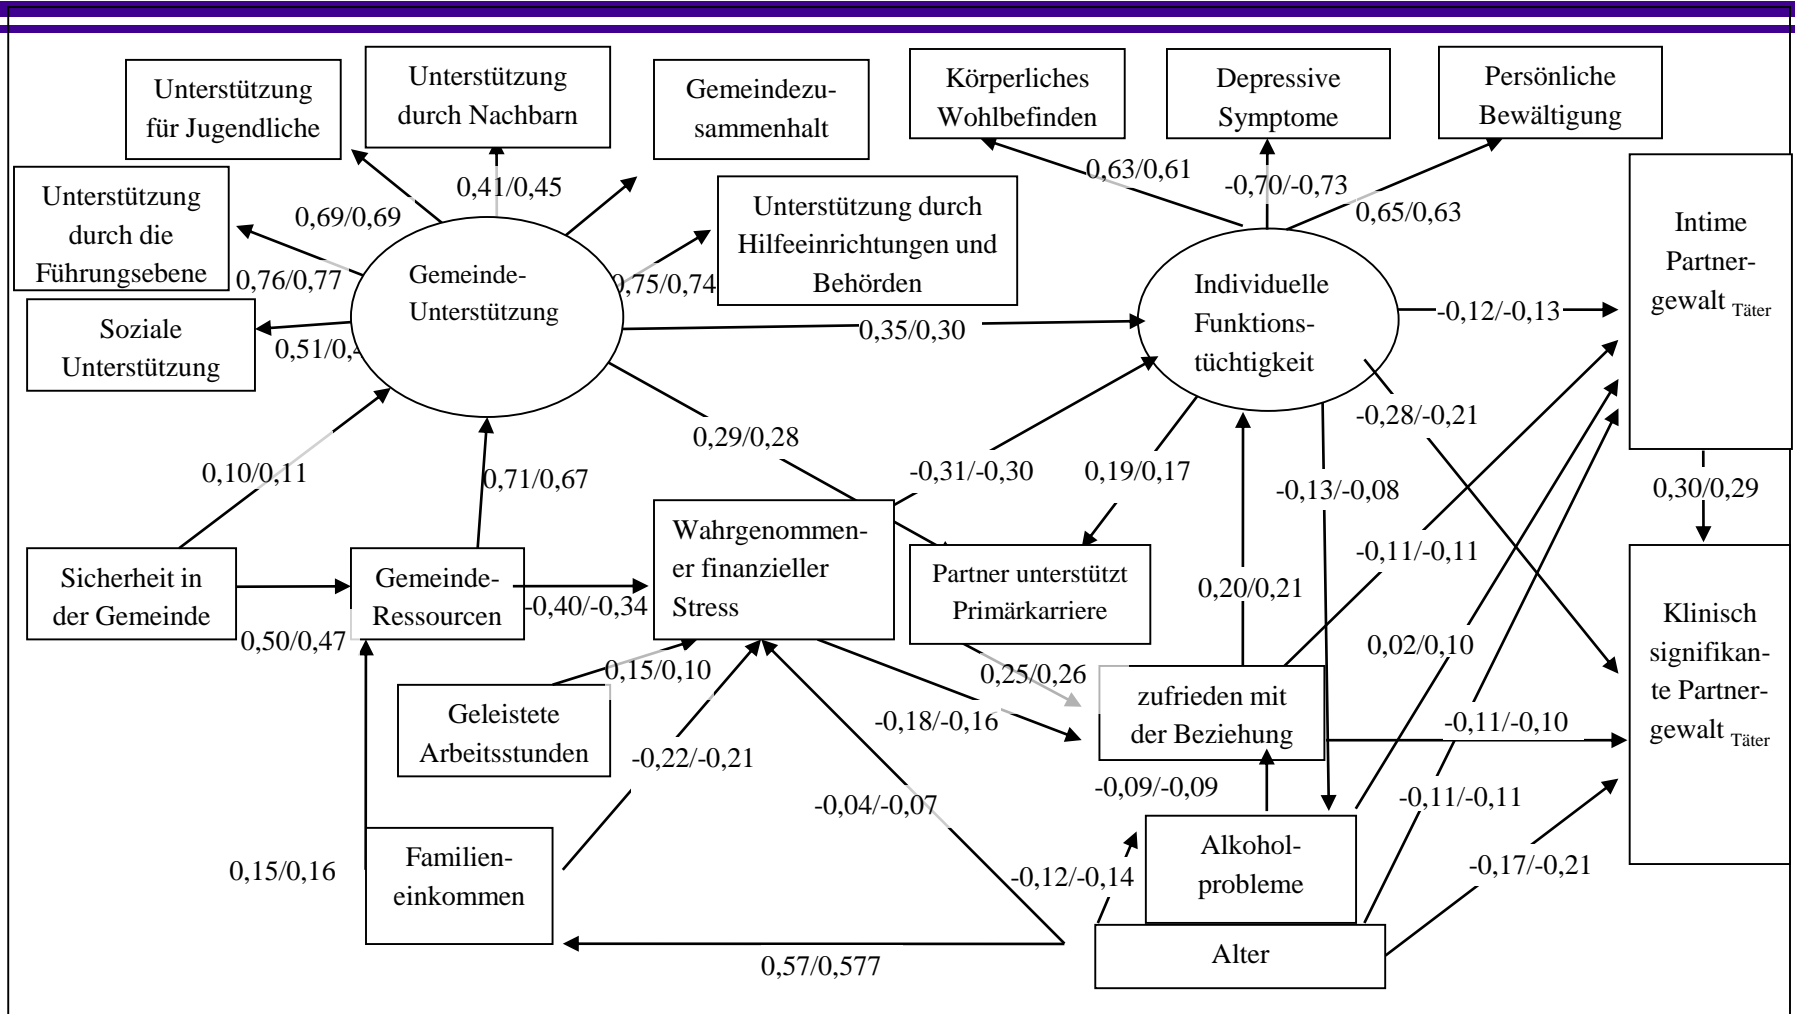 Unterstützung
für Jugendliche
Unterstützung
durch Nachbarn
Gemeindezu-
sammenhalt
Körperliches
Wohlbefinden
Depressive
Symptome
Persönliche
Bewältigung
Unterstützung
durch die
Führungsebene
0,69/0,69
0,41/0,45
Unterstützung durch
Hilfeeinrichtungen und
Behörden
0,63/0,61
-0,70/-0,73
0,65/0,63
Intime
Partner-
gewalt Täter
0,76/0,77
Gemeinde-
Unterstützung
0,75/0,74
Individuelle
Funktions-
tüchtigkeit
Soziale
Unterstützung
0,51/0,
0,35/0,30
-0,12/-0,13
0,10/0,11
0,71/0,67
0,29/0,28
-0,31/-0,30
0,19/0,17
-0,13/-0,08
-0,28/-0,21
0,30/0,29
Sicherheit in
der Gemeinde
0,50/0,47
Gemeinde-
Ressourcen
-0,40/-0,34
Wahrgenommen-
er finanzieller
Stress
Partner unterstützt
Primärkarriere
0,20/0,21
-0,11/-0,11
0,02/0,10
Klinisch
signifikan-
te Partner-
gewalt Täter
0,15/0,10
0,25/0,26
Geleistete
Arbeitsstunden
-0,22/-0,21
-0,18/-0,16
zufrieden mit
der Beziehung
-0,11/-0,10
-0,04/-0,07
-0,09/-0,09
-0,11/-0,11
0,15/0,16
Familien-
einkommen
-0,12/-0,14
Alkohol-
probleme
-0,17/-0,21
0,57/0,577
Alter